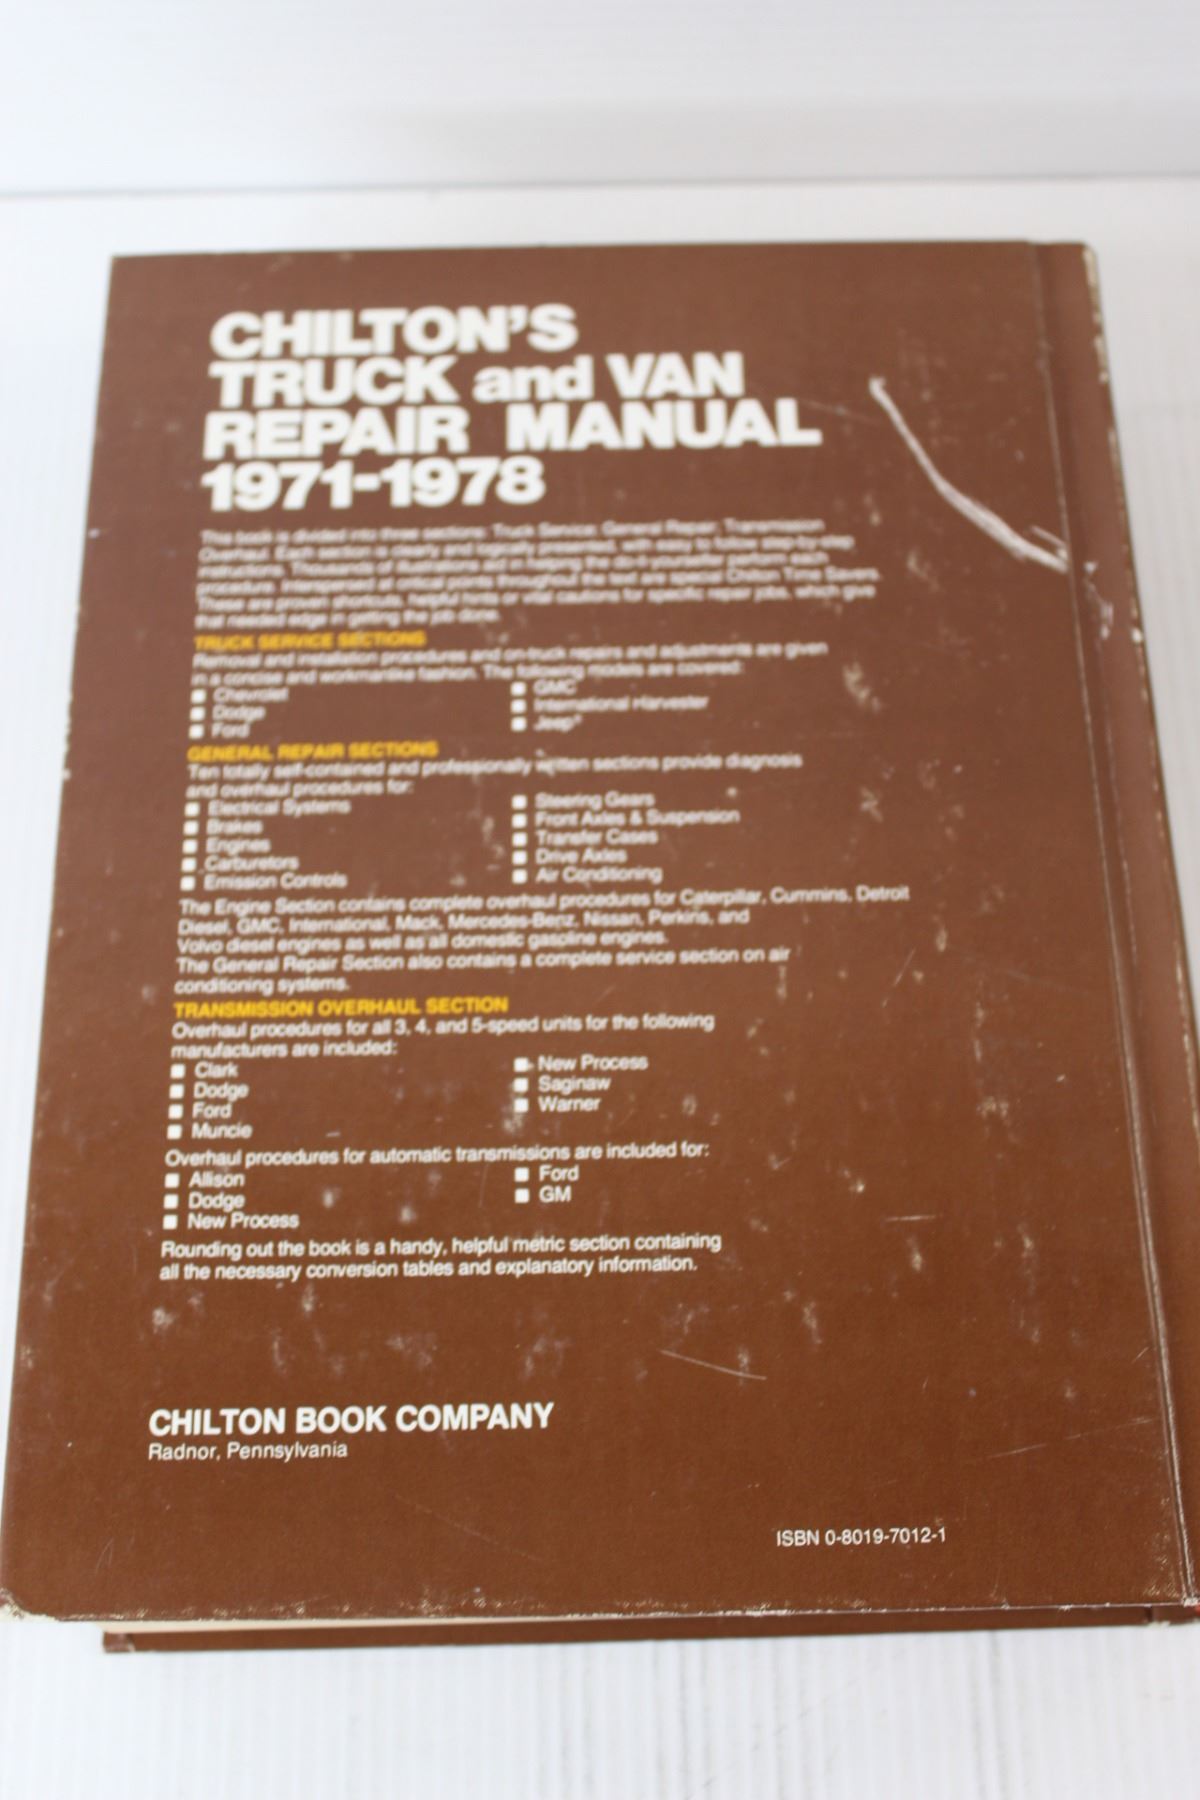 CHILTON'S
TRUCK and VAN
REPAIR MANUAL
1971-1978
This book is divided into three sections: Truck Service, General Repair, Transmission
Overhaul. Each section is clearly and logically presented, with easy to follow step-by-step
instructions. Thousands of illustrations aid in helping the do-it-yourselfer perform each
procedure. Interspersed at critical points throughout the text are special Chilton Time Savers.
These are proven shortcuts, helpful hints or vital cautions for specific repair jobs, which give
that needed edge in getting the job done.
TRUCK SERVICE SECTIONS
Removal and installation procedures and on-truck repairs and adjustments are given
in a concise and workmanlike fashion. The following models are covered:
■ Chevrolet
■ Dodge
■ Ford
■ GMC
■ International Harvester
■ Jeep®
GENERAL REPAIR SECTIONS
Ten totally self-contained and professionally written sections provide diagnosis
and overhaul procedures for:
■ Electrical Systems
■ Brakes
■ Engines
■ Carburetors
■ Emission Controls
■ Steering Gears
■ Front Axles & Suspension
■ Transfer Cases
■ Drive Axles
■ Air Conditioning
The Engine Section contains complete overhaul procedures for Caterpillar, Cummins, Detroit
Diesel, GMC, International, Mack, Mercedes-Benz, Nissan, Perkins, and
Volvo diesel engines as well as all domestic gasoline engines.
The General Repair Section also contains a complete service section on air
conditioning systems.
TRANSMISSION OVERHAUL SECTION
Overhaul procedures for all 3, 4, and 5-speed units for the following
manufacturers are included:
■ Clark
■ Dodge
■ Ford
■ Muncie
■ New Process
■ Saginaw
■ Warner
Overhaul procedures for automatic transmissions are included for:
■ Allison
■ Dodge
■ New Process
■ Ford
■ GM
Rounding out the book is a handy, helpful metric section containing
all the necessary conversion tables and explanatory information.
CHILTON BOOK COMPANY
Radnor, Pennsylvania
ISBN 0-8019-7012-1